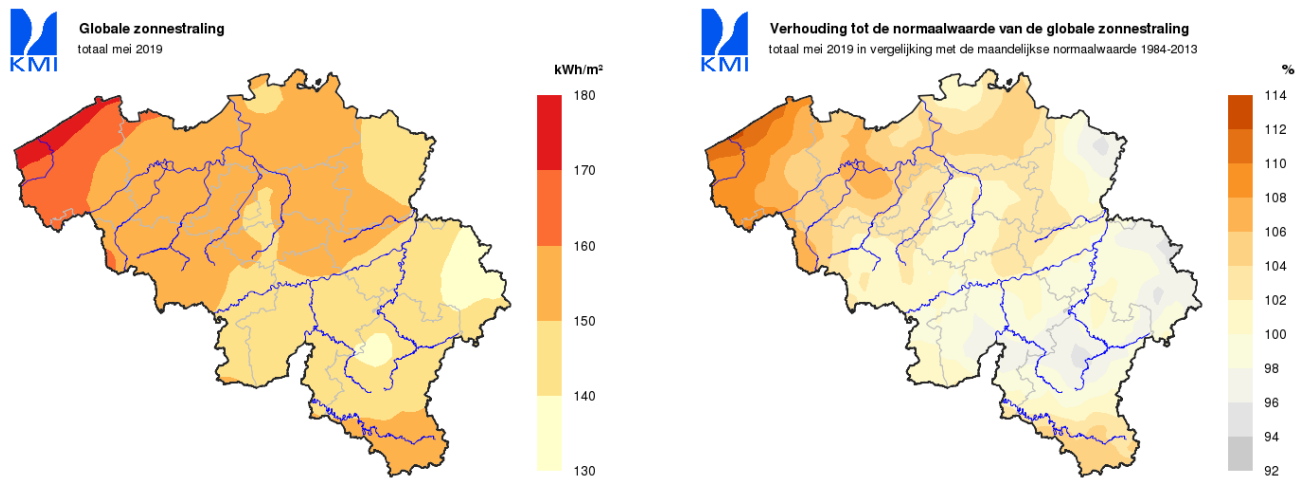 KMI
Globale zonnestraling
totaal mei 2019
kWh/m²
180
170
160
150
140
130
KMI
Verhouding tot de normaalwaarde van de globale zonnestraling
totaal mei 2019 in vergelijking met de maandelijkse normaalwaarde 1984-2013
%
114
112
110
108
106
104
102
100
98
96
94
92